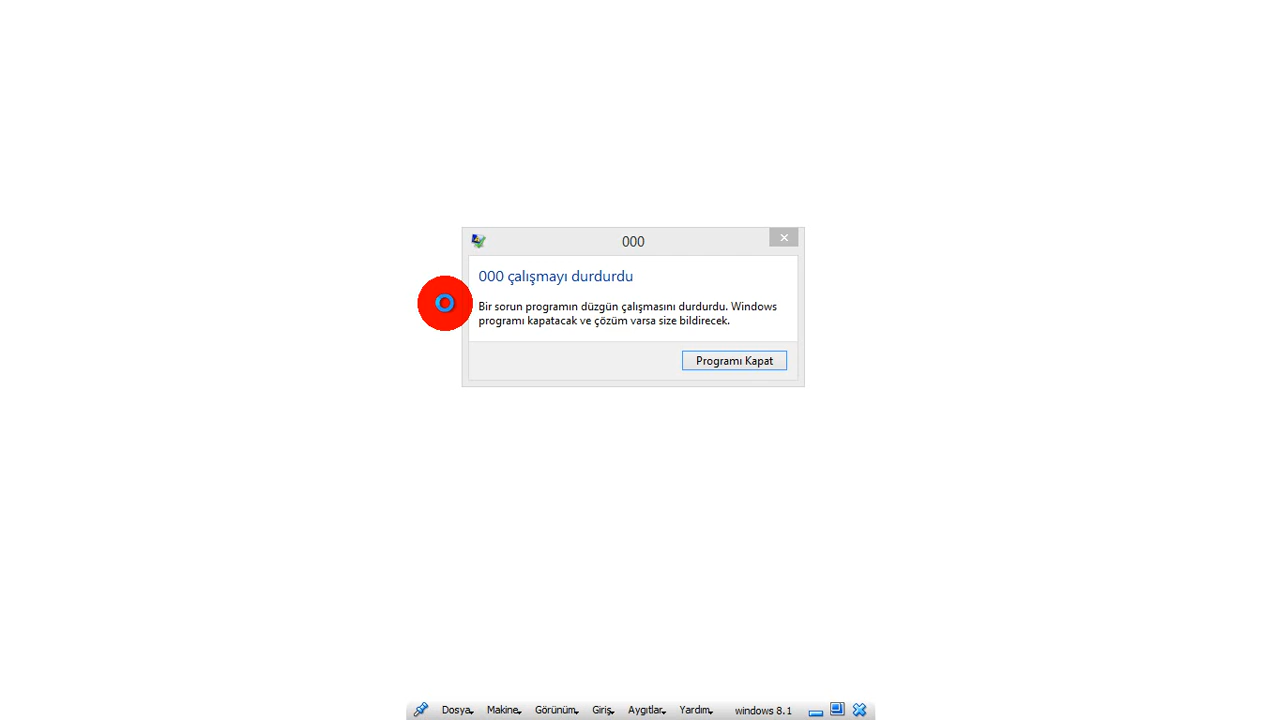 000
000 çalışmayı durdurdu
Bir sorun programın düzgün çalışmasını durdurdu. Windows
programı kapatacak ve çözüm varsa size bildirecek.
Programı Kapat
Dosya Makine Görünüm Giriş Aygıtlar Yardım windows 8.1